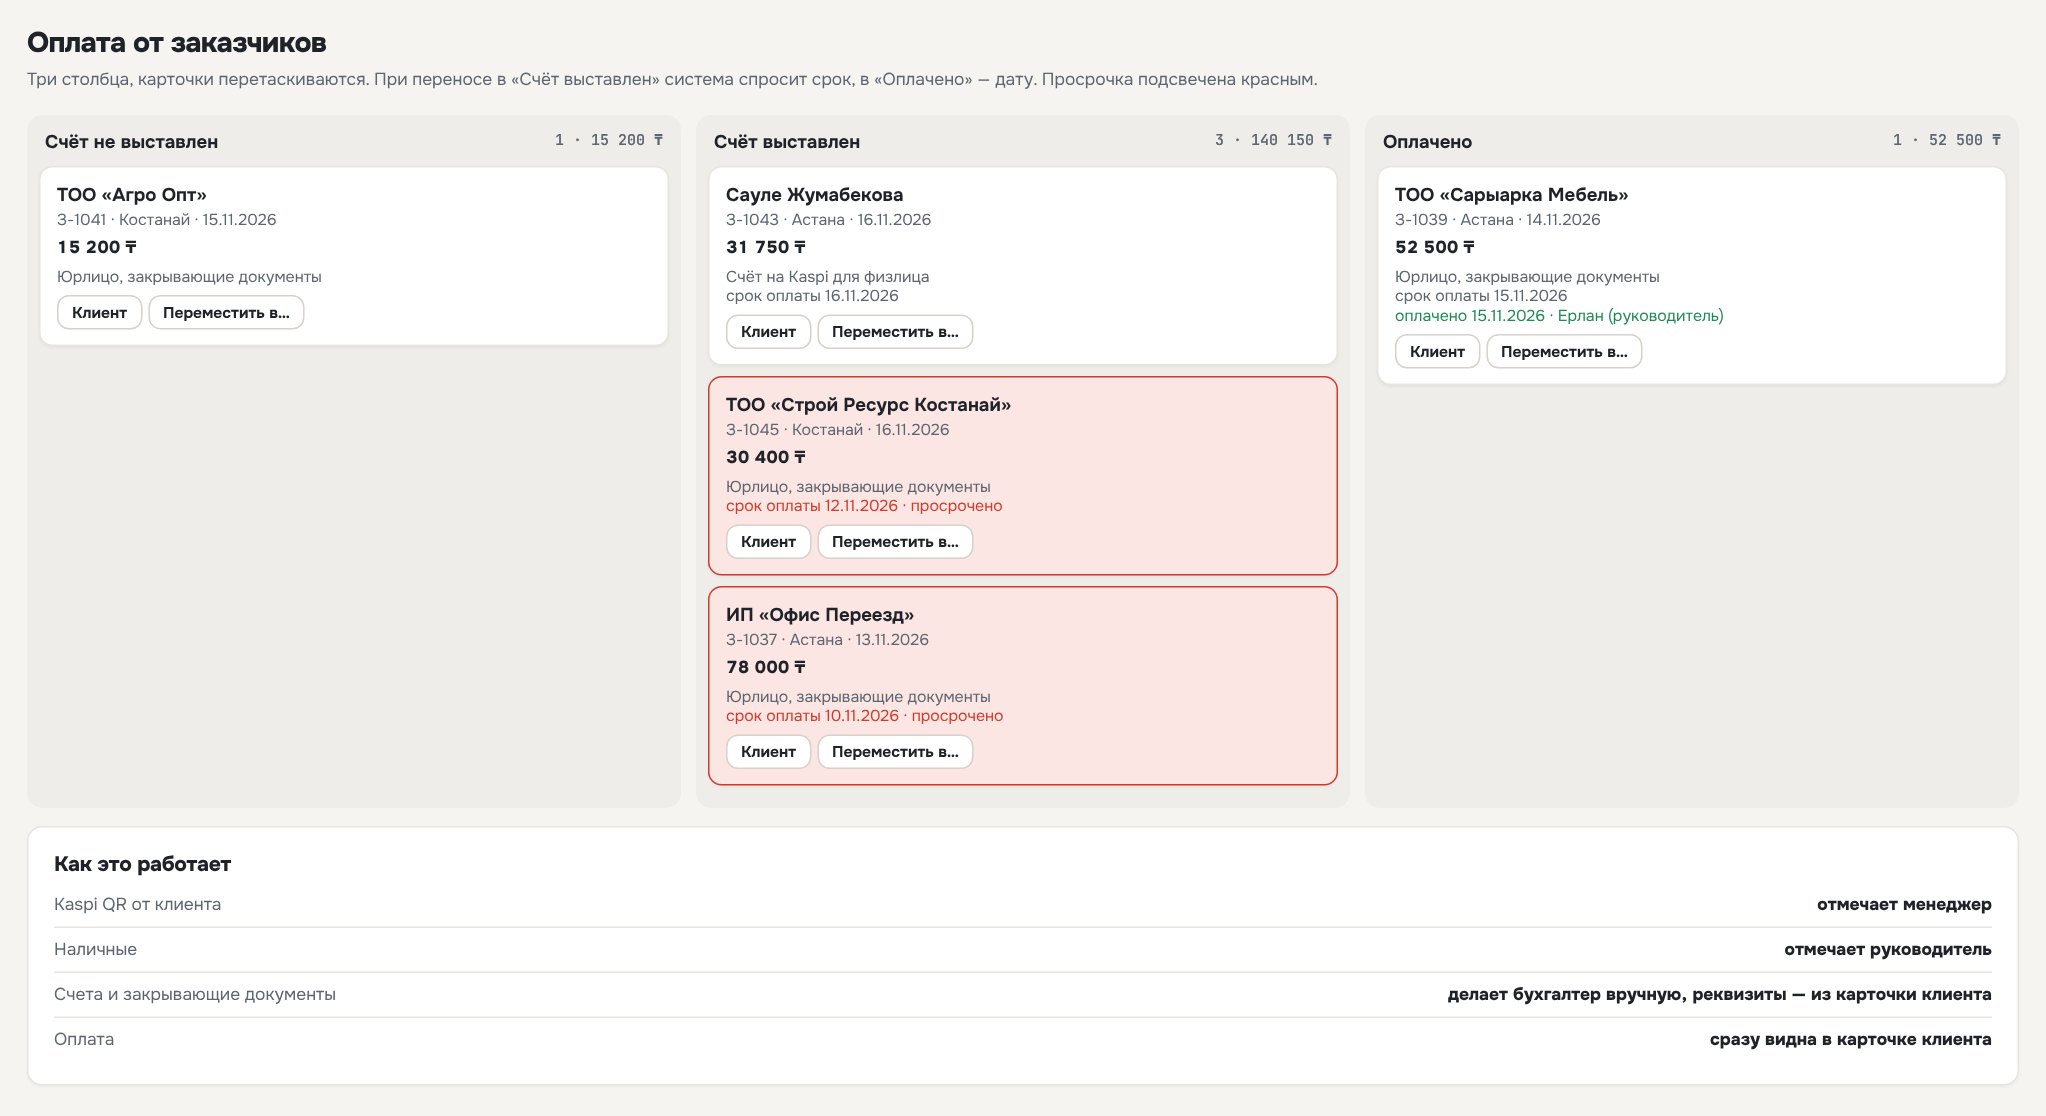 Оплата от заказчиков
Три столбца, карточки перетаскиваются. При переносе в «Счёт выставлен» система спросит срок, в «Оплачено» — дату. Просрочка подсвечена красным.
Счёт не выставлен 1 · 15 200 ₸
ТОО «Агро Опт»
З-1041 · Костанай · 15.11.2026
15 200 ₸
Юрлицо, закрывающие документы
Клиент Переместить в...
Счёт выставлен 3 · 140 150 ₸
Сауле Жумабекова
З-1043 · Астана · 16.11.2026
31 750 ₸
Счёт на Kaspi для физлица
срок оплаты 16.11.2026
Клиент Переместить в...
ТОО «Строй Ресурс Костанай»
З-1045 · Костанай · 16.11.2026
30 400 ₸
Юрлицо, закрывающие документы
срок оплаты 12.11.2026 · просрочено
Клиент Переместить в...
ИП «Офис Переезд»
З-1037 · Астана · 13.11.2026
78 000 ₸
Юрлицо, закрывающие документы
срок оплаты 10.11.2026 · просрочено
Клиент Переместить в...
Оплачено 1 · 52 500 ₸
ТОО «Сарыарка Мебель»
З-1039 · Астана · 14.11.2026
52 500 ₸
Юрлицо, закрывающие документы
срок оплаты 15.11.2026
оплачено 15.11.2026 · Ерлан (руководитель)
Клиент Переместить в...
Как это работает
Kaspi QR от клиента отмечает менеджер
Наличные отмечает руководитель
Счета и закрывающие документы делает бухгалтер вручную, реквизиты — из карточки клиента
Оплата сразу видна в карточке клиента